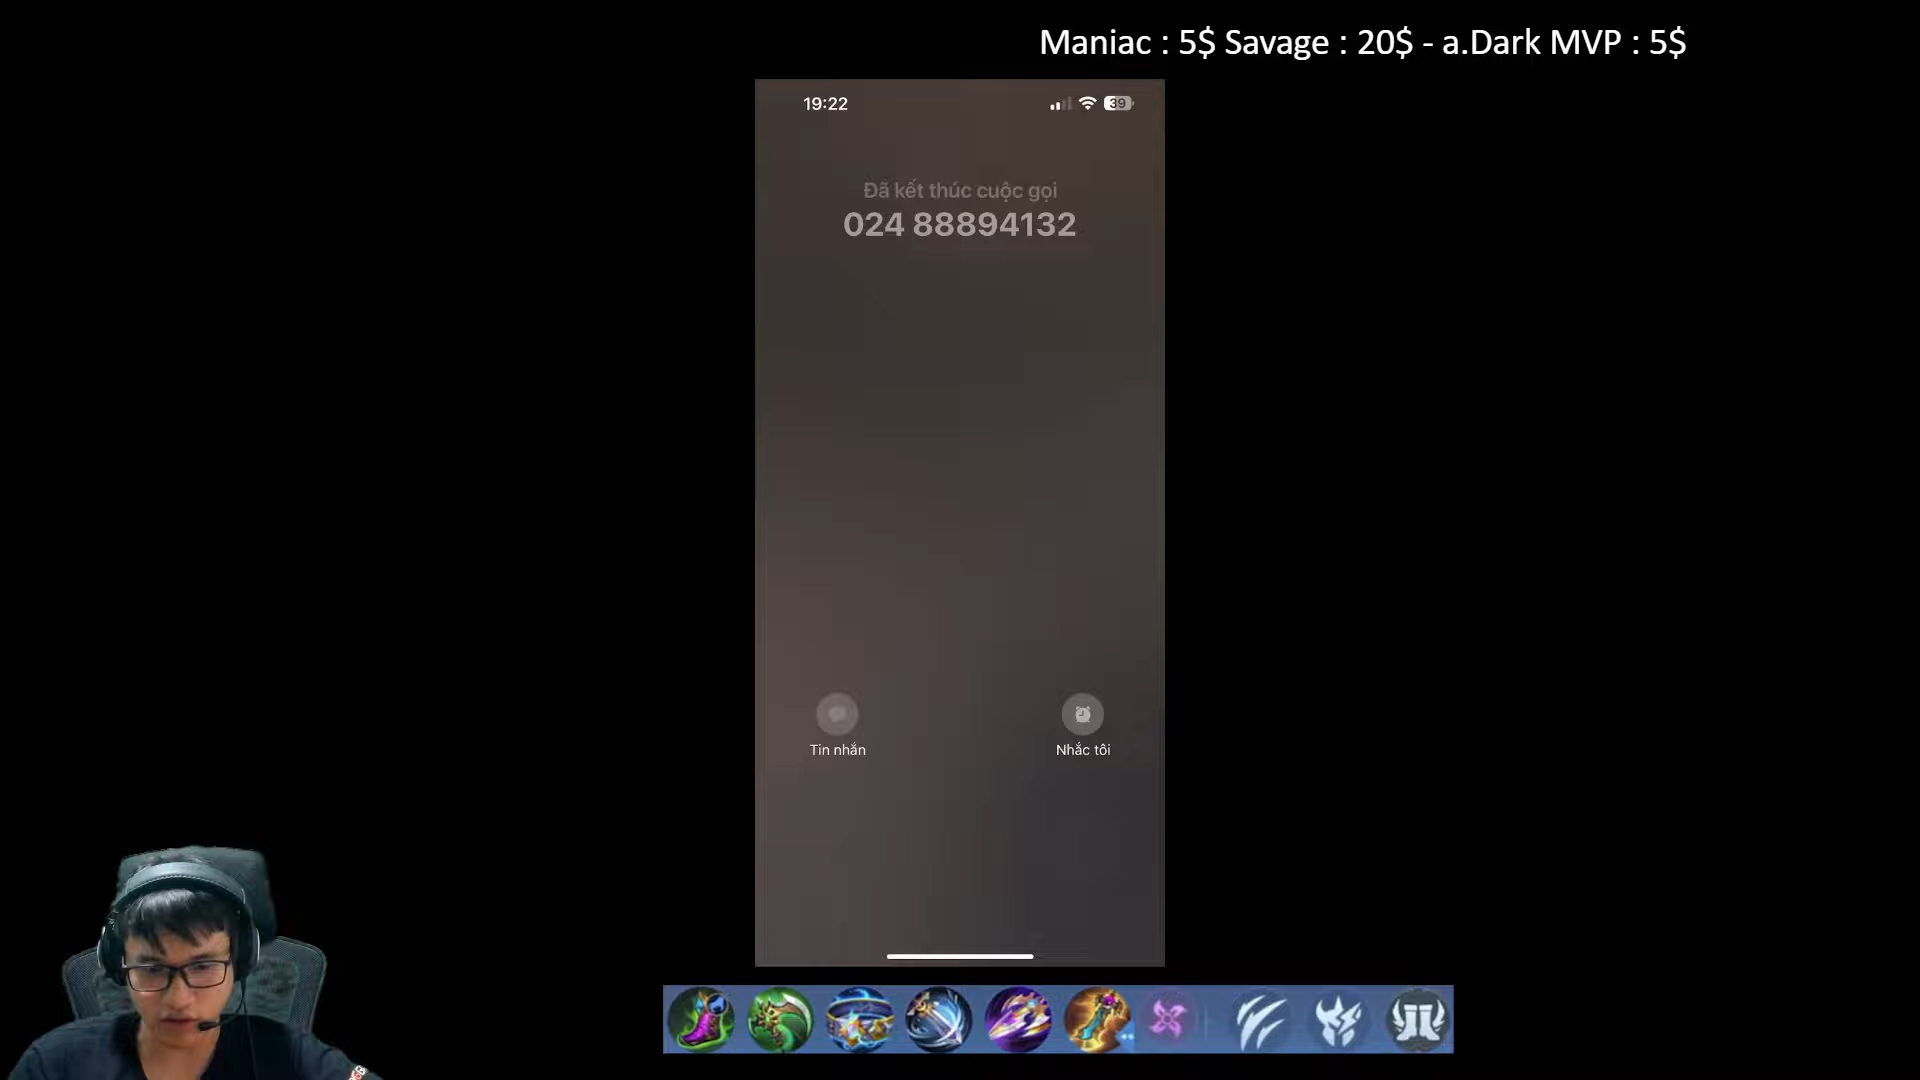 Maniac : 5$ Savage : 20$ - a.Dark MVP : 5$
19:22
39
Đã kết thúc cuộc gọi
024 88894132
Tin nhắn
Nhắc tôi